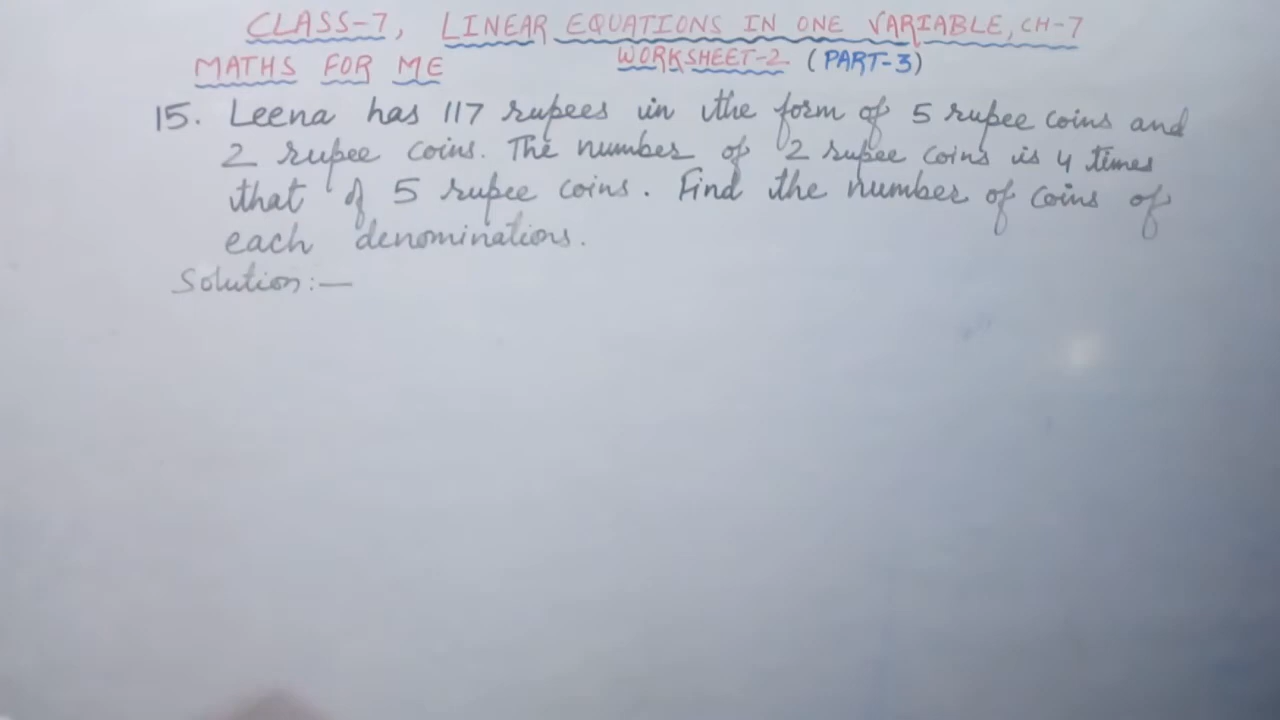 CLASS-7, LINEAR EQUATIONS IN ONE VARIABLE, CH-7
MATHS FOR ME WORKSHEET-2 (PART-3)
15. Leena has 117 rupees in the form of 5 rupee coins and
2 rupee coins. The number of 2 rupee coins is 4 times
that of 5 rupee coins. Find the number of coins of
each denominations.
Solution:—